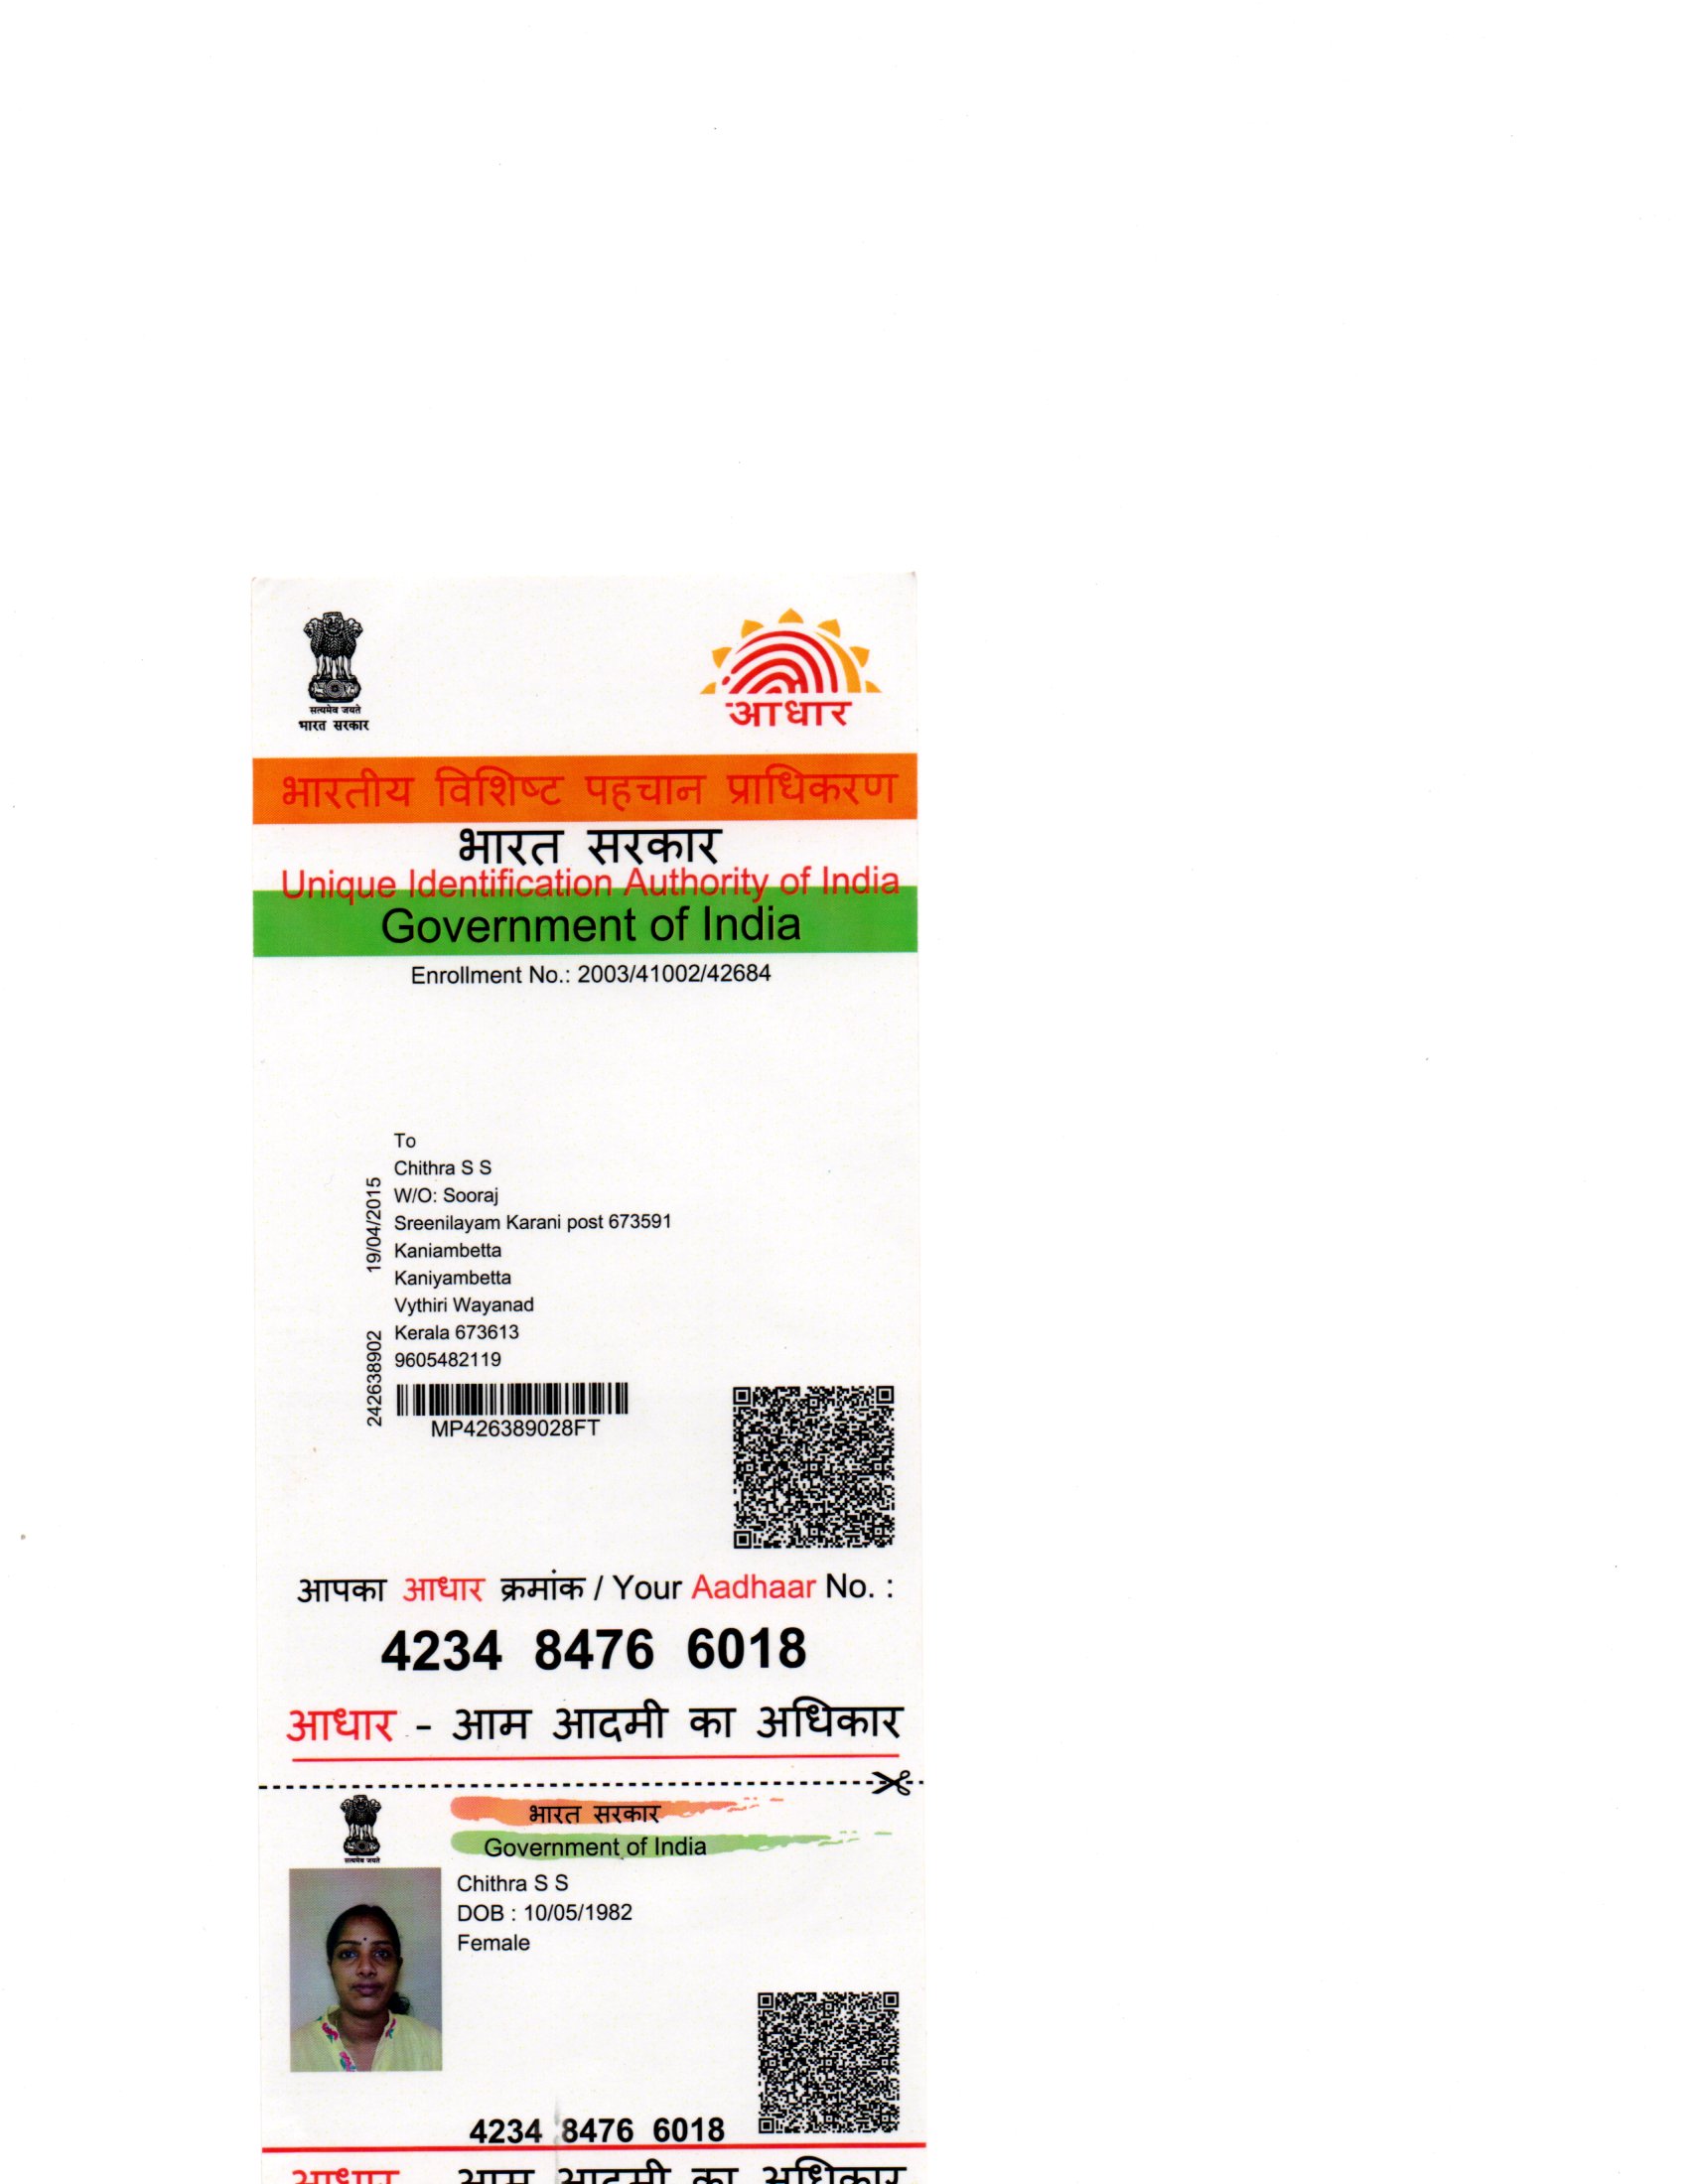 सत्यमेव जयते
भारत सरकार
आधार
भारतीय विशिष्ट पहचान प्राधिकरण
भारत सरकार
Unique Identification Authority of India
Government of India
Enrollment No.: 2003/41002/42684
To
Chithra S S
W/O: Sooraj
Sreenilayam Karani post 673591
Kaniambetta
Kaniyambetta
Vythiri Wayanad
Kerala 673613
9605482119
242638902 19/04/2015
MP426389028FT
आपका आधार क्रमांक / Your Aadhaar No. :
4234 8476 6018
आधार - आम आदमी का अधिकार
भारत सरकार
Government of India
सत्यमेव जयते
Chithra S S
DOB : 10/05/1982
Female
4234 8476 6018
आधार - आम आदमी का अधिकार